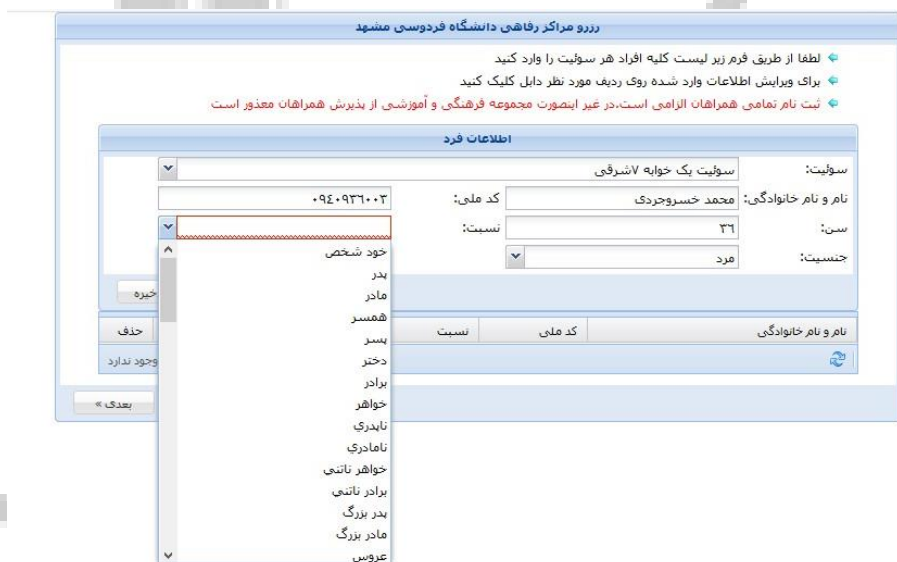 رزرو مراکز رفاهی دانشگاه فردوسی مشهد
لطفا از طریق فرم زیر لیست کلیه افراد هر سوئیت را وارد کنید
برای ویرایش اطلاعات وارد شده روی ردیف مورد نظر دابل کلیک کنید
ثبت نام تمامی همراهان الزامی است،در غیر اینصورت مجموعه فرهنگی و آموزشی از پذیرش همراهان معذور است
اطلاعات فرد
سوئیت: سوئیت یک خوابه ۷شرقی
نام و نام خانوادگی: محمد خسروجردی کد ملی: ۰۹٤۰۹۳٦۰۰۳
سن: ۳٦ نسبت:
جنسیت: مرد
خود شخص
پدر
مادر
همسر
پسر
دختر
برادر
خواهر
ناپدري
نامادري
خواهر ناتني
برادر ناتني
پدر بزرگ
مادر بزرگ
عروس
خیره
نام و نام خانوادگی کد ملی نسبت حذف
وجود ندارد
بعدی »